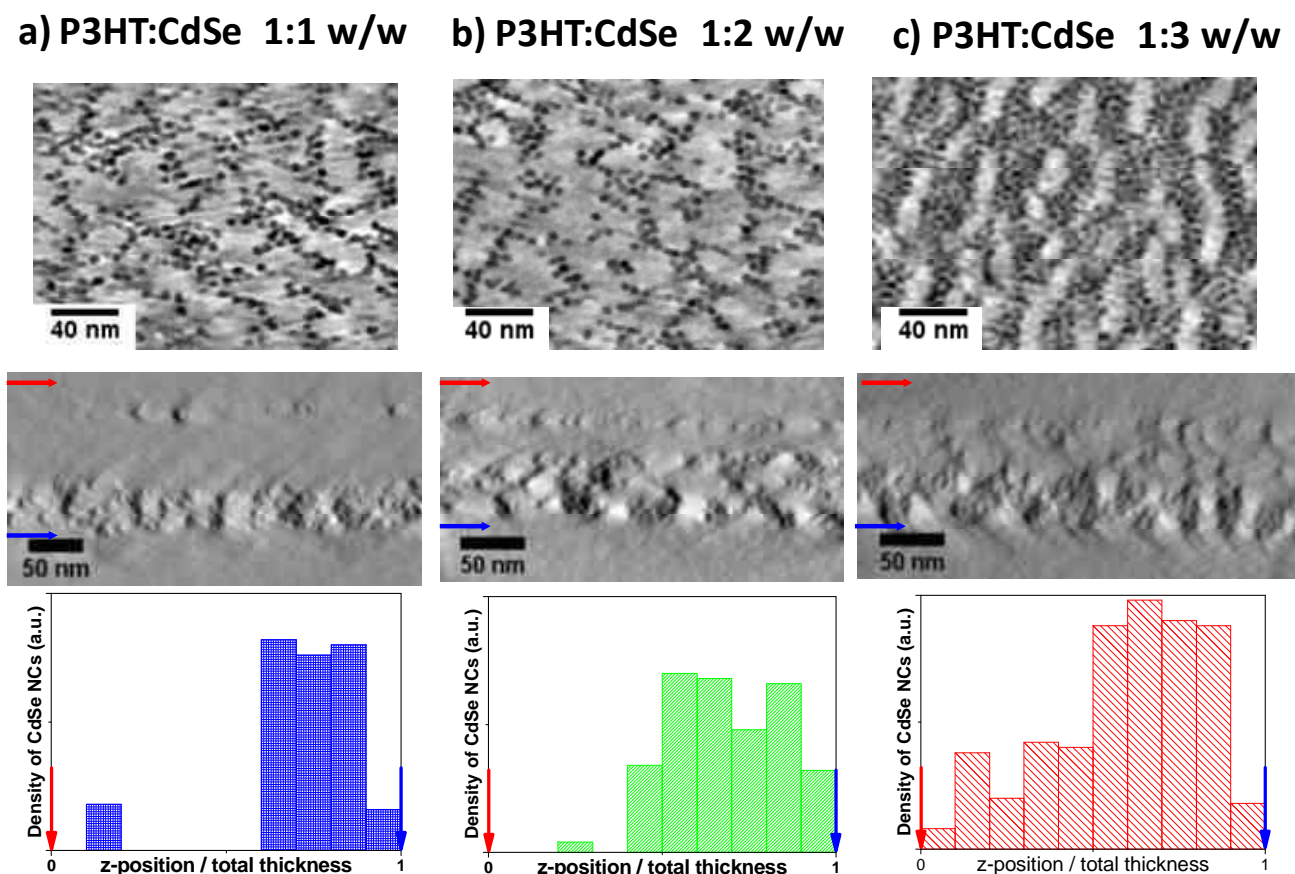 a) P3HT:CdSe 1:1 w/w
b) P3HT:CdSe 1:2 w/w
c) P3HT:CdSe 1:3 w/w
40 nm
40 nm
40 nm
50 nm
50 nm
50 nm
Density of CdSe NCs (a.u.)
0
1
z-position / total thickness
Density of CdSe NCs (a.u.)
0
1
z-position / total thickness
Density of CdSe NCs (a.u.)
0
1
z-position / total thickness